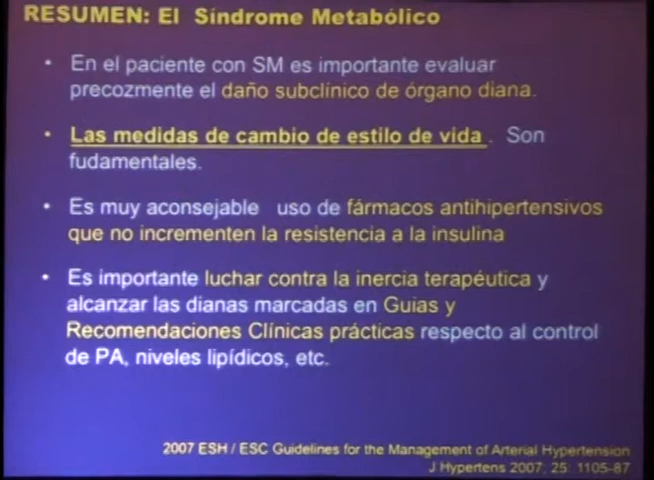 RESUMEN: El Síndrome Metabólico
• En el paciente con SM es importante evaluar
precozmente el daño subclínico de órgano diana.
• Las medidas de cambio de estilo de vida . Son
fudamentales.
• Es muy aconsejable uso de fármacos antihipertensivos
que no incrementen la resistencia a la insulina
• Es importante luchar contra la inercia terapéutica y
alcanzar las dianas marcadas en Guias y
Recomendaciones Clínicas prácticas respecto al control
de PA, niveles lipídicos, etc.
2007 ESH / ESC Guidelines for the Management of Arterial Hypertension
J Hypertens 2007; 25: 1105-87